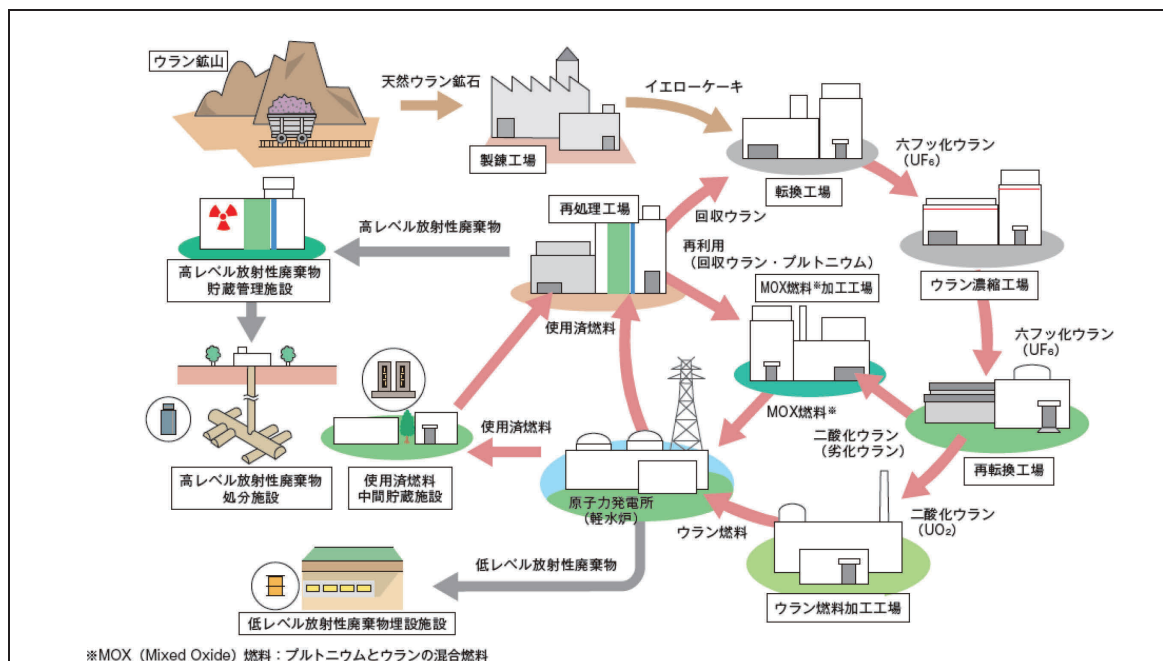 ウラン鉱山
天然ウラン鉱石
製錬工場
イエローケーキ
転換工場
六フッ化ウラン
（UF₆）
ウラン濃縮工場
六フッ化ウラン
（UF₆）
再転換工場
二酸化ウラン
（劣化ウラン）
二酸化ウラン
（UO₂）
ウラン燃料加工工場
ウラン燃料
原子力発電所
（軽水炉）
MOX燃料※
MOX燃料※加工工場
再利用
（回収ウラン・プルトニウム）
回収ウラン
再処理工場
使用済燃料
使用済燃料
使用済燃料
中間貯蔵施設
高レベル放射性廃棄物
高レベル放射性廃棄物
貯蔵管理施設
高レベル放射性廃棄物
処分施設
低レベル放射性廃棄物
低レベル放射性廃棄物埋設施設
※MOX（Mixed Oxide）燃料：プルトニウムとウランの混合燃料